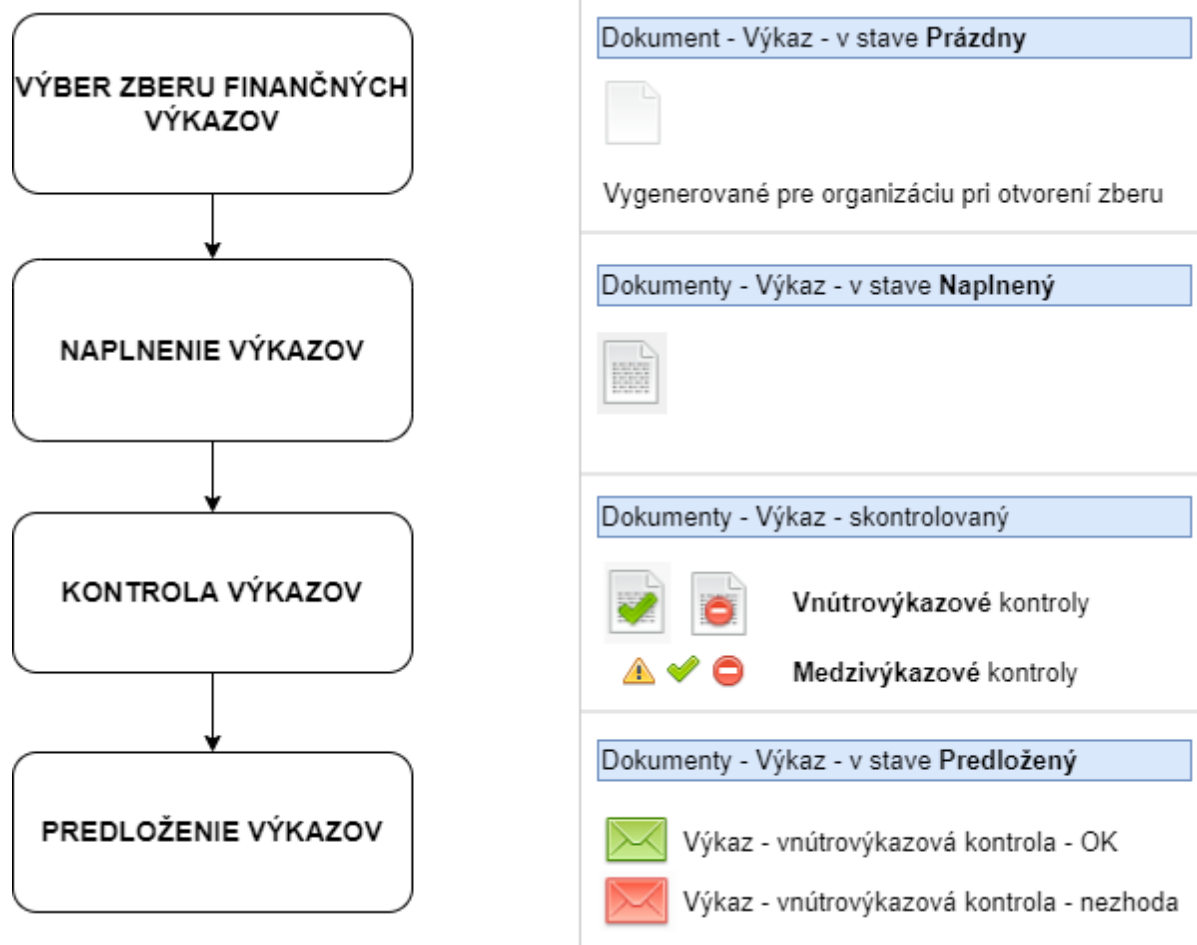 VÝBER ZBERU FINANČNÝCH
VÝKAZOV
Dokument - Výkaz - v stave Prázdny
Vygenerované pre organizáciu pri otvorení zberu
NAPLNENIE VÝKAZOV
Dokumenty - Výkaz - v stave Naplnený
KONTROLA VÝKAZOV
Dokumenty - Výkaz - skontrolovaný
Vnútrovýkazové kontroly
Medzivýkazové kontroly
PREDLOŽENIE VÝKAZOV
Dokumenty - Výkaz - v stave Predložený
Výkaz - vnútrovýkazová kontrola - OK
Výkaz - vnútrovýkazová kontrola - nezhoda